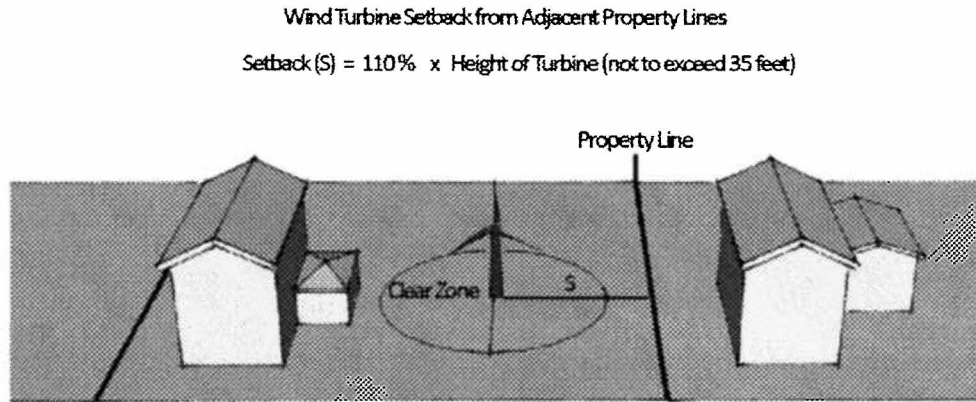 Wind Turbine Setback from Adjacent Property Lines
Setback (S) = 110% x Height of Turbine (not to exceed 35 feet)
Property Line
Clear Zone
S